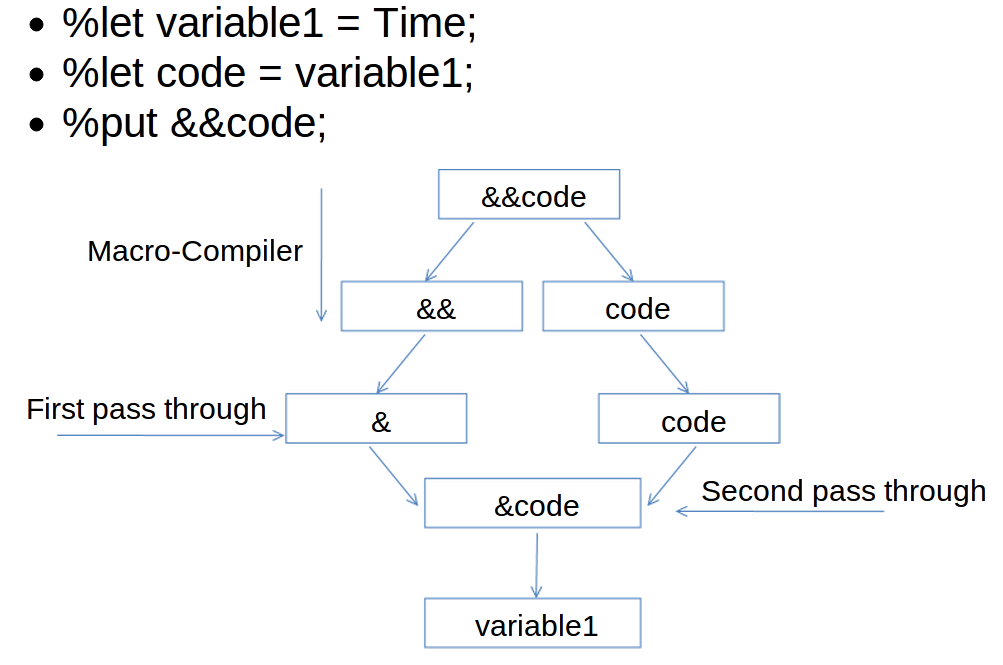 • %let variable1 = Time;
• %let code = variable1;
• %put &&code;
&&code
Macro-Compiler
&& code
First pass through
& code
&code
Second pass through
variable1